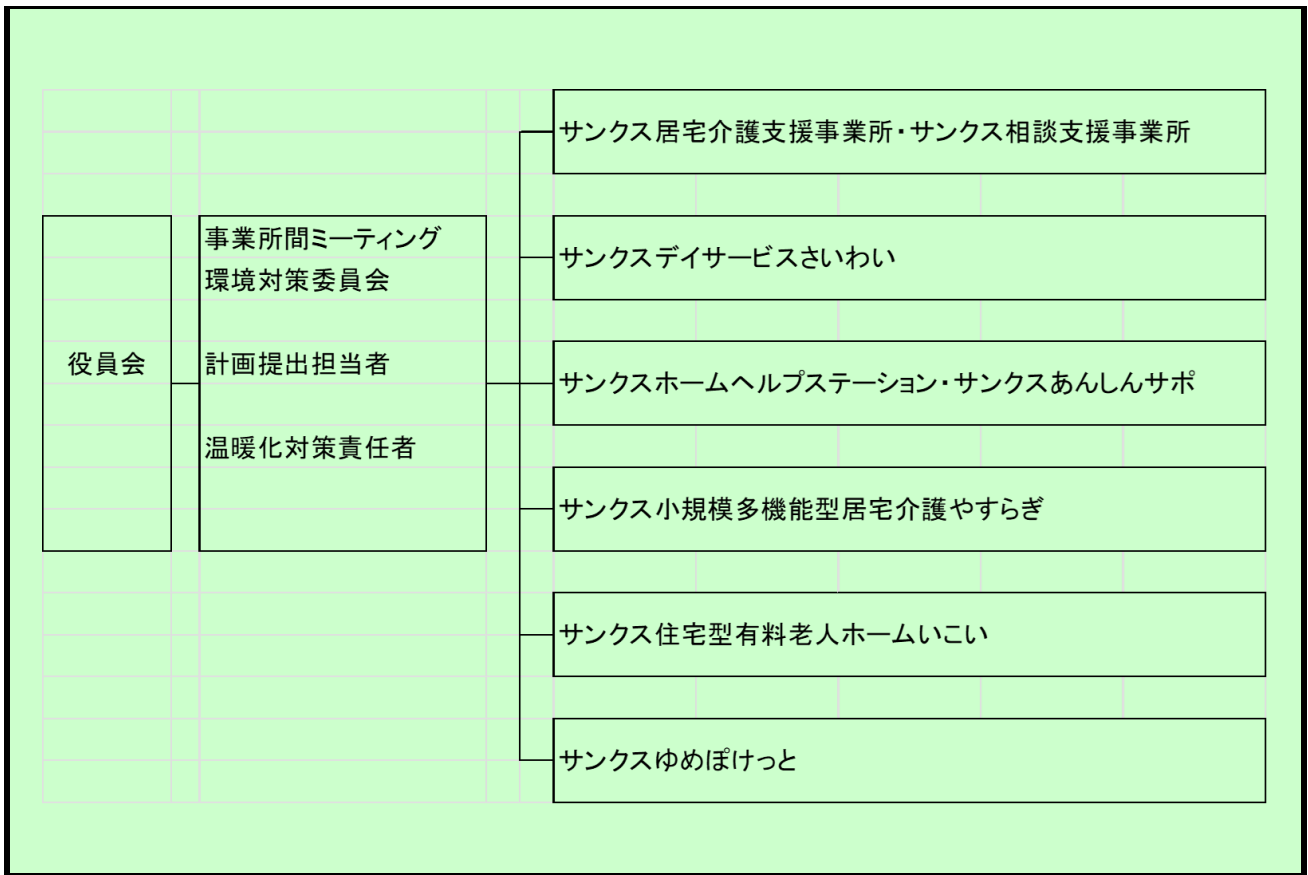 役員会
事業所間ミーティング
環境対策委員会
計画提出担当者
温暖化対策責任者
サンクス居宅介護支援事業所・サンクス相談支援事業所
サンクスデイサービスさいわい
サンクスホームヘルプステーション・サンクスあんしんサポ
サンクス小規模多機能型居宅介護やすらぎ
サンクス住宅型有料老人ホームいこい
サンクスゆめぽけっと